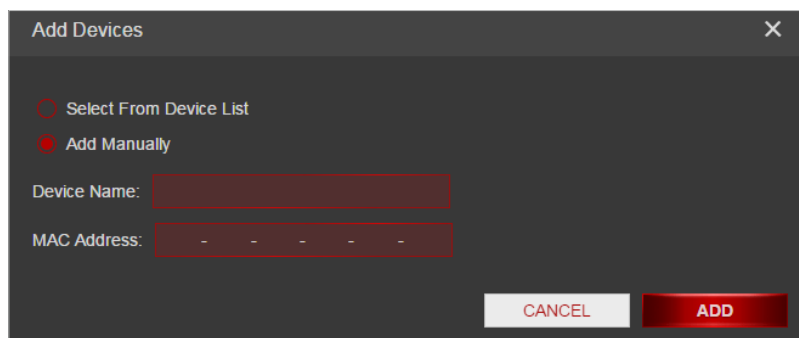 Add Devices
Select From Device List
Add Manually
Device Name:
MAC Address: - - - - -
CANCEL ADD